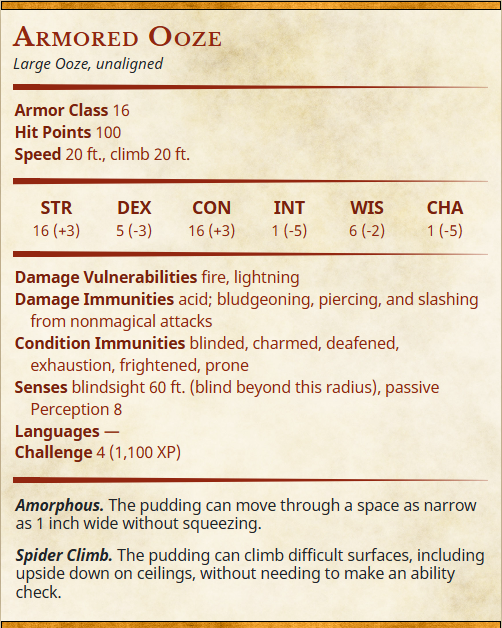 Armored Ooze
Large Ooze, unaligned
Armor Class 16
Hit Points 100
Speed 20 ft., climb 20 ft.
STR DEX CON INT WIS CHA
16 (+3) 5 (-3) 16 (+3) 1 (-5) 6 (-2) 1 (-5)
Damage Vulnerabilities fire, lightning
Damage Immunities acid; bludgeoning, piercing, and slashing
from nonmagical attacks
Condition Immunities blinded, charmed, deafened,
exhaustion, frightened, prone
Senses blindsight 60 ft. (blind beyond this radius), passive
Perception 8
Languages —
Challenge 4 (1,100 XP)
Amorphous. The pudding can move through a space as narrow
as 1 inch wide without squeezing.
Spider Climb. The pudding can climb difficult surfaces, including
upside down on ceilings, without needing to make an ability
check.